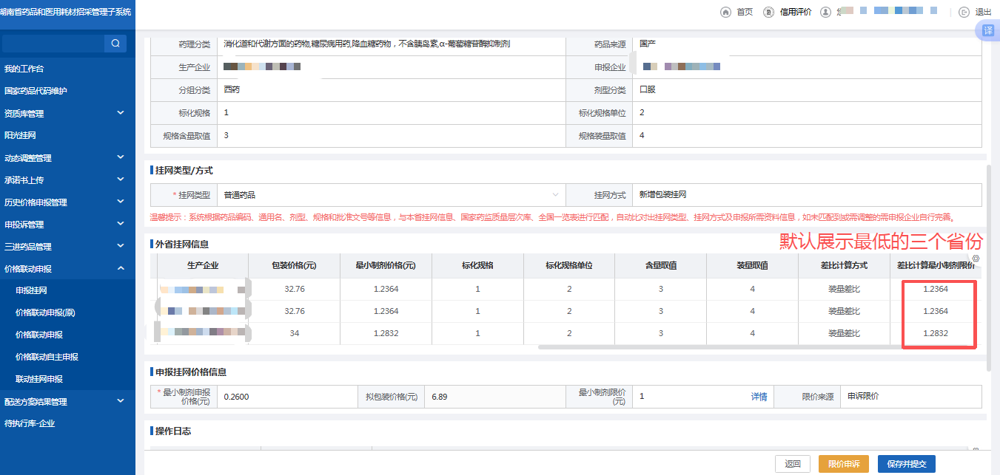 湖南省药品和医用耗材招采管理子系统
首页 信用评价 退出
译
我的工作台
国家药品代码维护
资质库管理
阳光挂网
动态调整管理
承诺书上传
历史价格申报管理
申投诉管理
三进药品管理
价格联动申报
申报挂网
价格联动申报(原)
价格联动申报
价格联动自主申报
联动挂网申报
配送方案结果管理
待执行库-企业
药理分类 消化道和代谢方面的药物,糖尿病用药,降血糖药物，不含胰岛素,α-葡萄糖苷酶抑制剂 药品来源 国产
生产企业 申报企业
分组分类 西药 剂型分类 口服
标化规格 1 标化规格单位 2
规格含量取值 3 规格装量取值 4
挂网类型/方式
* 挂网类型 普通药品 挂网方式 新增包装挂网
温馨提示：系统根据药品编码、通用名、剂型、规格和批准文号等信息，与本省挂网信息、国家药监质量层次库、全国一览表进行匹配，自动比对出挂网类型、挂网方式及申报所需资料信息，如未匹配到或需调整的需申报企业自行完善。
外省挂网信息
默认展示最低的三个省份
生产企业 包装价格(元) 最小制剂价格(元) 标化规格 标化规格单位 含量取值 装量取值 差比计算方式 差比计算最小制剂限价
32.76 1.2364 1 2 3 4 装量差比 1.2364
32.76 1.2364 1 2 3 4 装量差比 1.2364
34 1.2832 1 2 3 4 装量差比 1.2832
申报挂网价格信息
* 最小制剂申报价格(元) 0.2600 拟包装价格(元) 6.89 最小制剂限价(元) 1 详情 限价来源 申诉限价
操作日志
返回 限价申诉 保存并提交